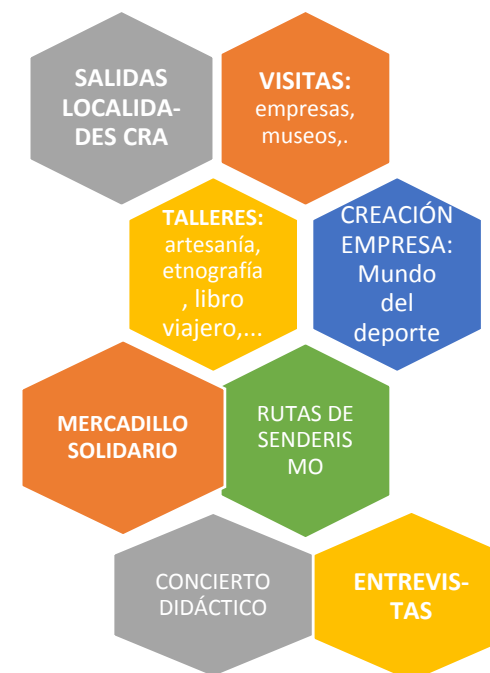 SALIDAS
LOCALIDA-
DES CRA
VISITAS:
empresas,
museos,.
TALLERES:
artesanía,
etnografía
, libro
viajero,...
CREACIÓN
EMPRESA:
Mundo
del
deporte
MERCADILLO
SOLIDARIO
RUTAS DE
SENDERIS
MO
CONCIERTO
DIDÁCTICO
ENTREVIS-
TAS